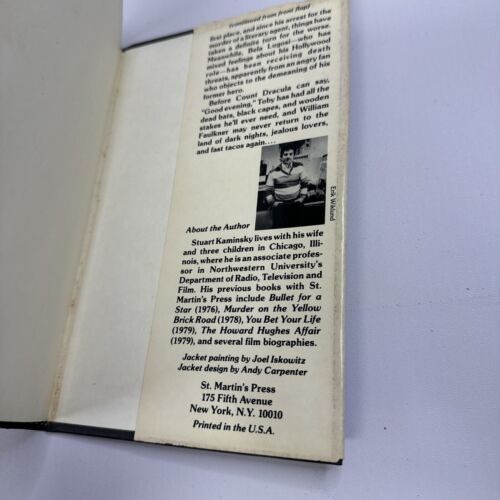 (continued from front flap)
first place, and since his arrest for the
murder of a literary agent, things have
taken a definite turn for the worse.
Meanwhile, Bela Lugosi—who has
mixed feelings about his Hollywood
role—has been receiving death
threats, apparently from an angry fan
who objects to the demeaning of his
former hero.
Before Count Dracula can say,
"Good evening," Toby has had all the
dead bats, black capes, and wooden
stakes he'll ever need, and William
Faulkner may never return to the
land of dark nights, jealous lovers,
and fast tacos again....
Erik Wiklund
About the Author
Stuart Kaminsky lives with his wife
and three children in Chicago, Illi-
nois, where he is an associate profes-
sor in Northwestern University's
Department of Radio, Television and
Film. His previous books with St.
Martin's Press include Bullet for a
Star (1976), Murder on the Yellow
Brick Road (1978), You Bet Your Life
(1979), The Howard Hughes Affair
(1979), and several film biographies.
Jacket painting by Joel Iskowitz
Jacket design by Andy Carpenter
St. Martin's Press
175 Fifth Avenue
New York, N.Y. 10010
Printed in the U.S.A.